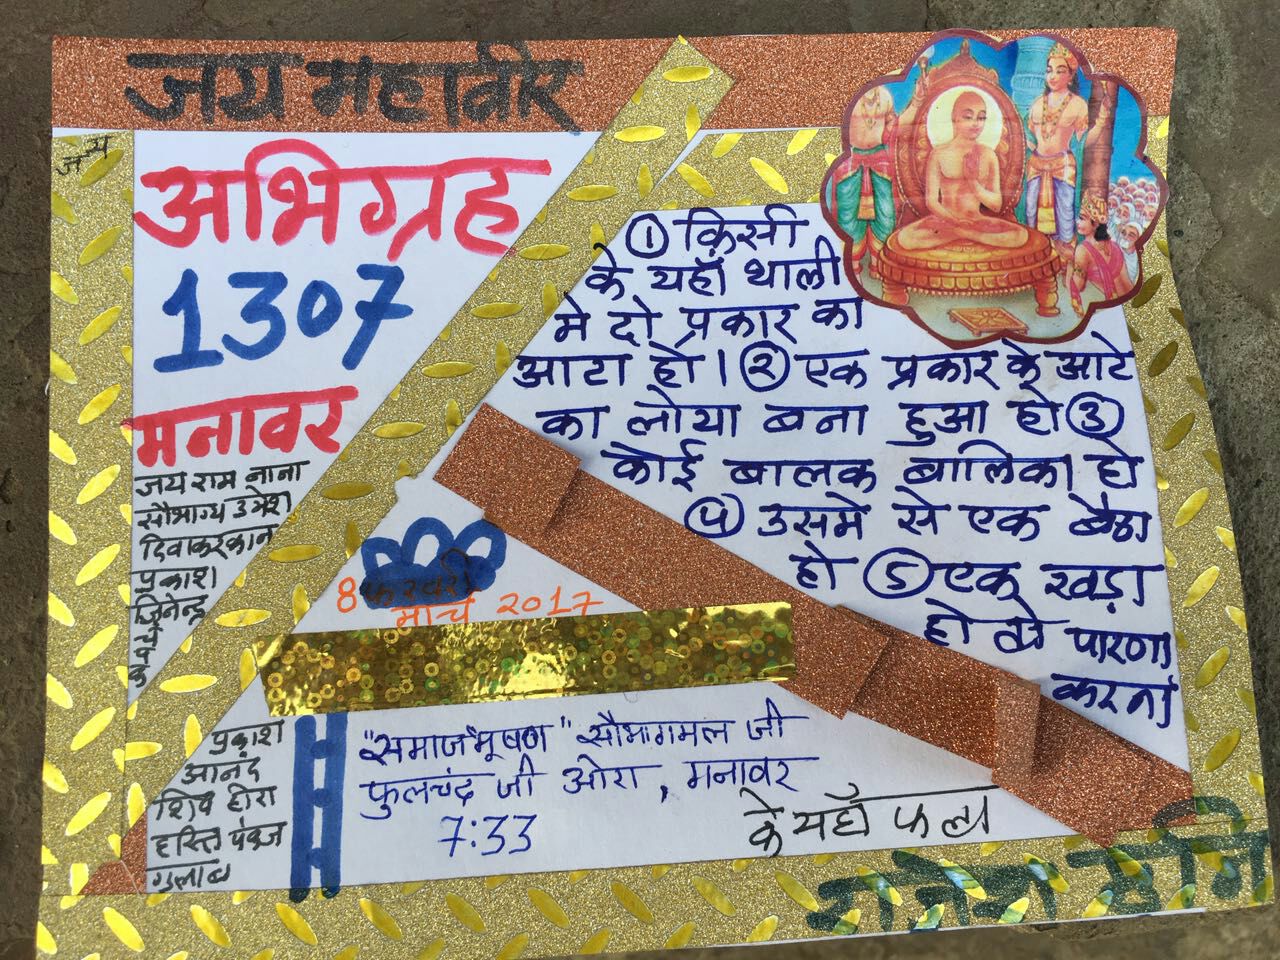 जय महावीर
जय
अभिग्रह
1307
मनावर
जय राम नाना
सौभाग्य उमेश
दिवाकर कान
प्रकाश
जिनेन्द्र
① किसी
के यहाँ थाली
मे दो प्रकार का
आटा हो । ② एक प्रकार के आटे
का लोया बना हुआ हो ③
कोई बालक बालिका हो
④ उसमे से एक बैठा
हो ⑤ एक खड़ा
हो तो पारणा
करना
8 फरवरी
मार्च 2017
प्रकाश
आनंद
शिव हीरा
हस्ति पंकज
गुलाब
"समाज भूषण" सौभागमल जी
फुलचंद्र जी ओरा , मनावर
7:33
के यहाँ फला
राजेश मुनि